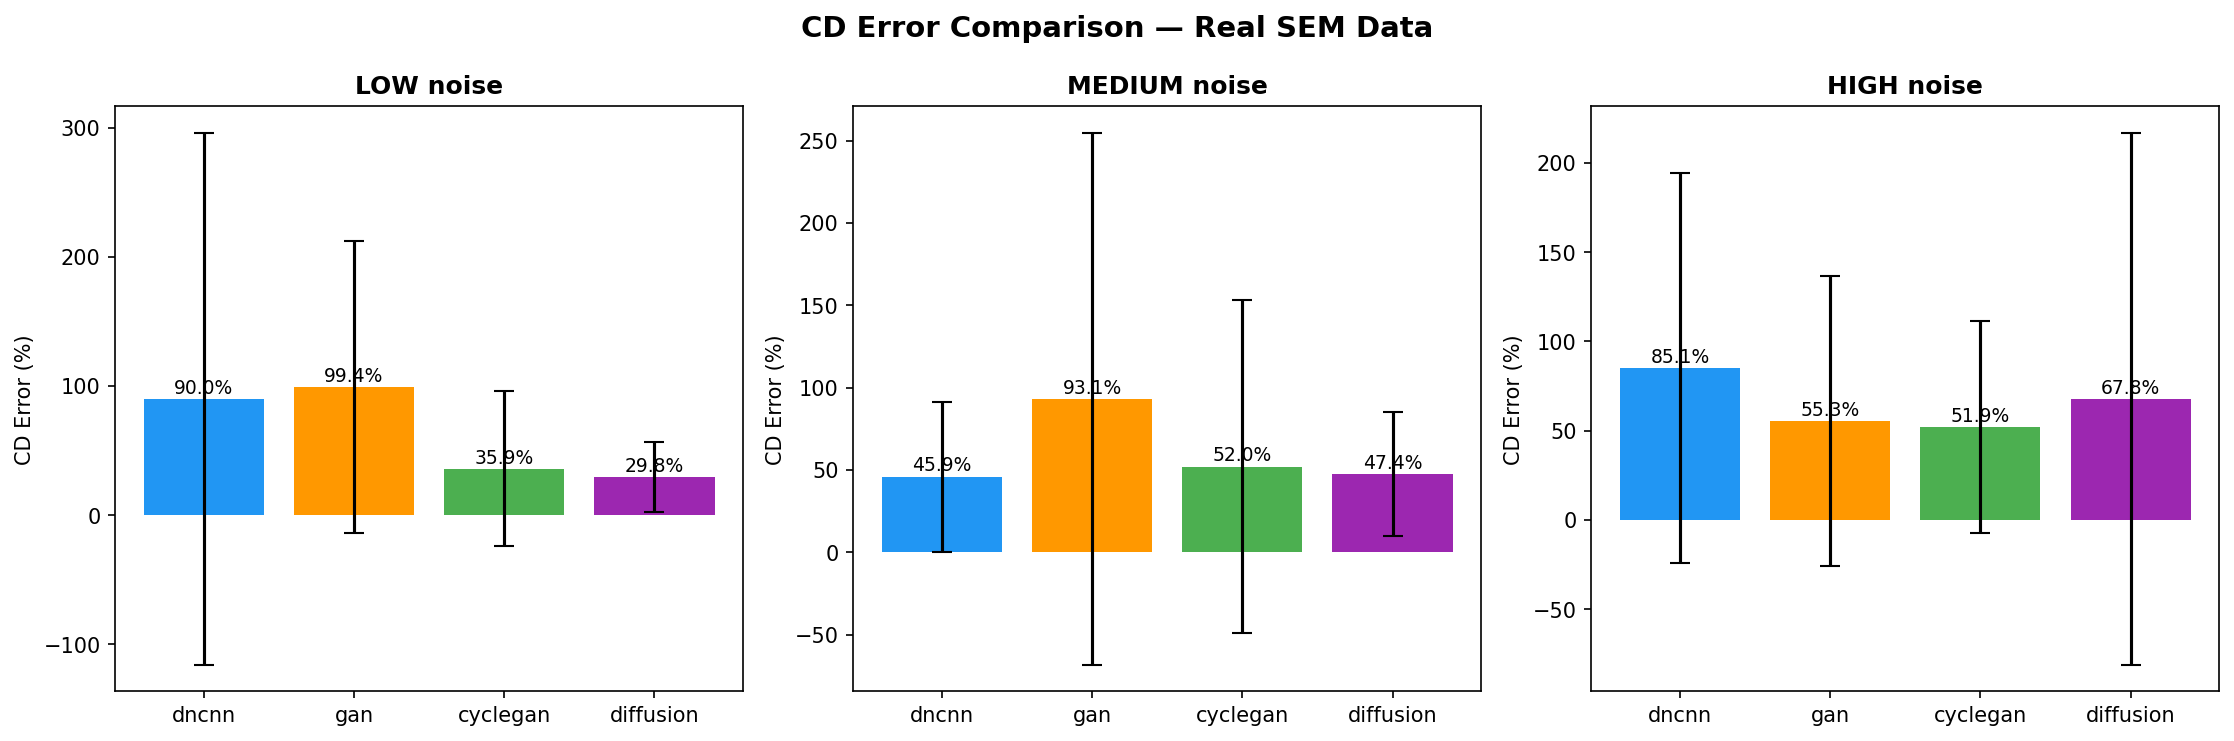 CD Error Comparison — Real SEM Data
LOW noise
CD Error (%)
300
200
100
0
−100
90.0%
99.4%
35.9%
29.8%
dncnn
gan
cyclegan
diffusion
MEDIUM noise
CD Error (%)
250
200
150
100
50
0
−50
45.9%
93.1%
52.0%
47.4%
dncnn
gan
cyclegan
diffusion
HIGH noise
CD Error (%)
200
150
100
50
0
−50
85.1%
55.3%
51.9%
67.8%
dncnn
gan
cyclegan
diffusion